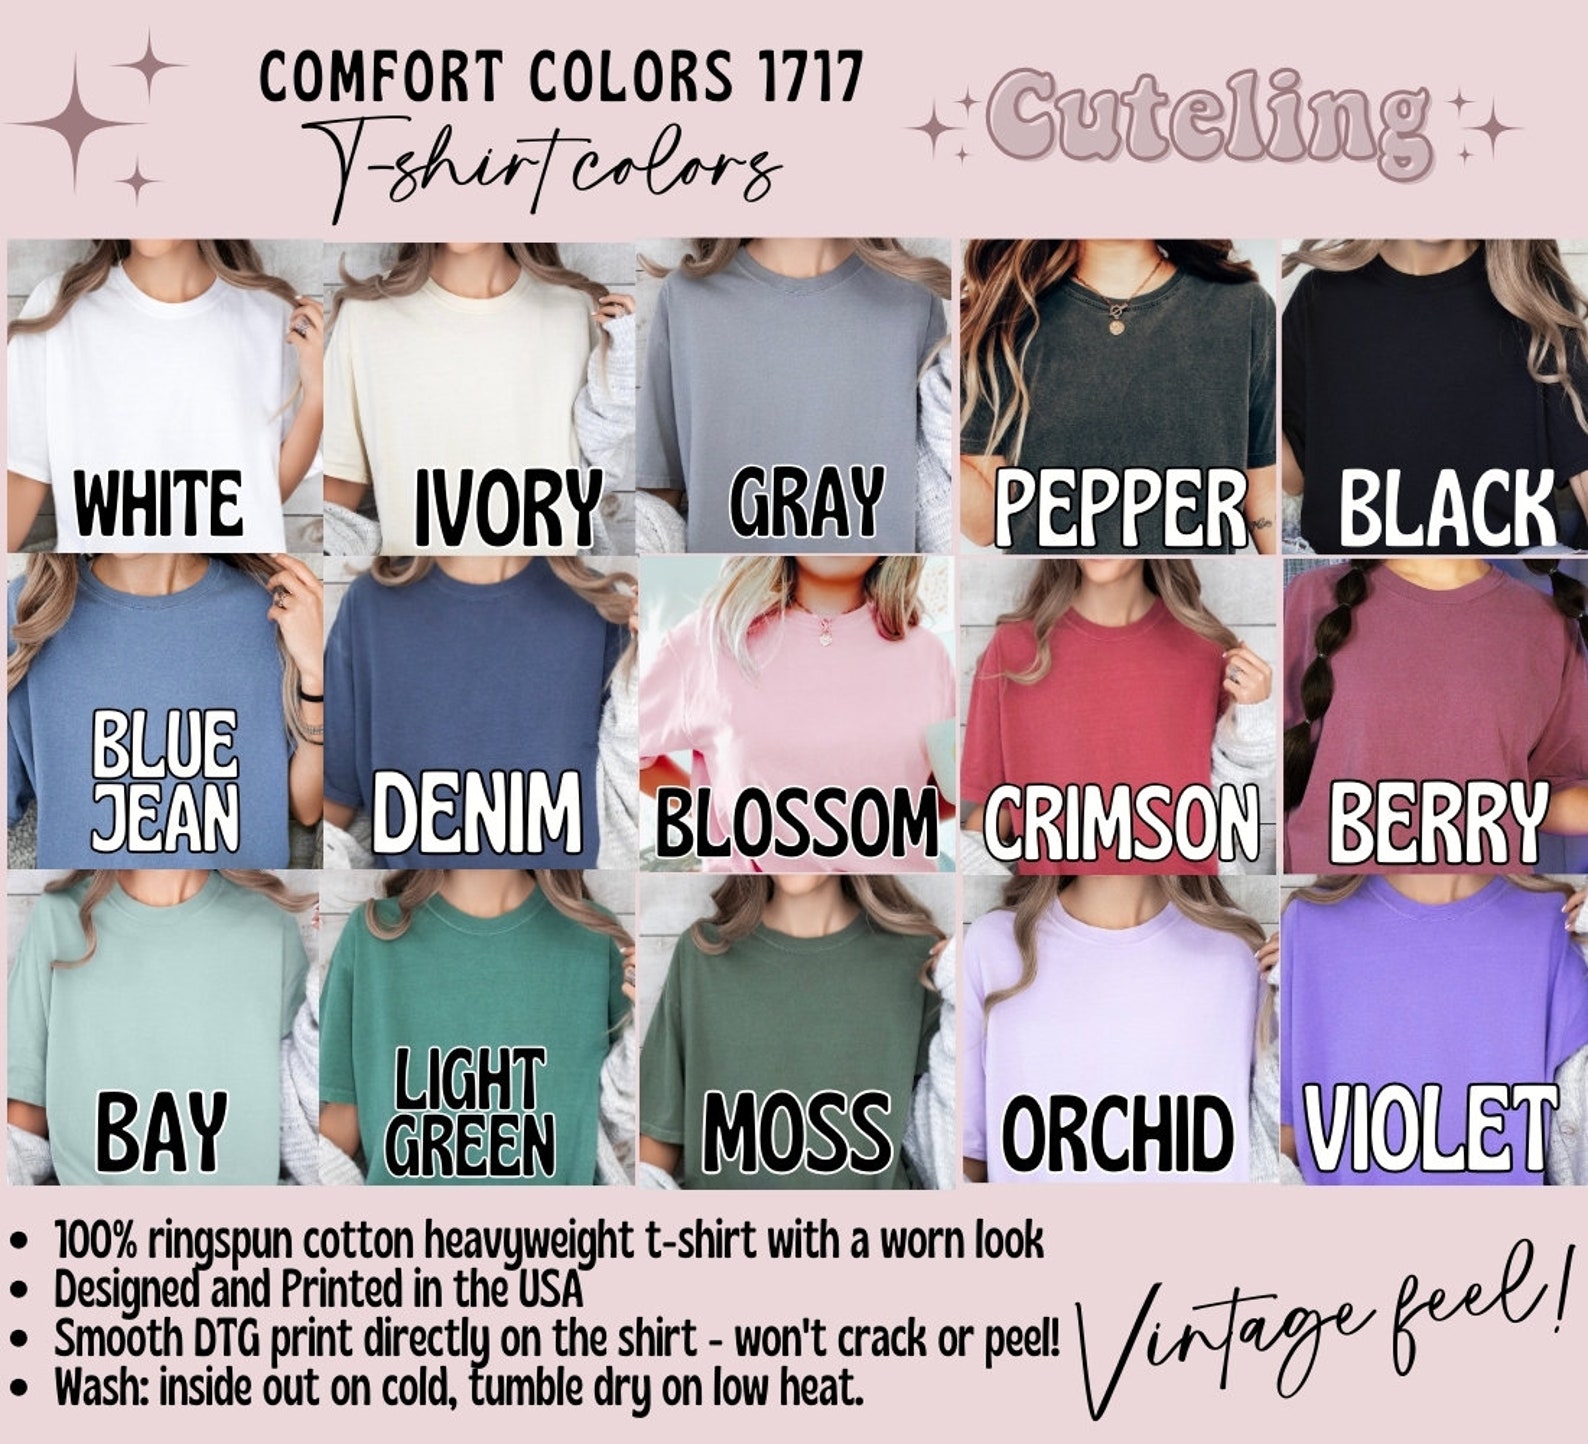 COMFORT COLORS 1717
T-shirt colors
Cuteling
WHITE
IVORY
GRAY
PEPPER
BLACK
BLUE
JEAN
DENIM
BLOSSOM
CRIMSON
BERRY
BAY
LIGHT
GREEN
MOSS
ORCHID
VIOLET
• 100% ringspun cotton heavyweight t-shirt with a worn look
• Designed and Printed in the USA
• Smooth DTG print directly on the shirt - won't crack or peel!
• Wash: inside out on cold, tumble dry on low heat.
Vintage feel!